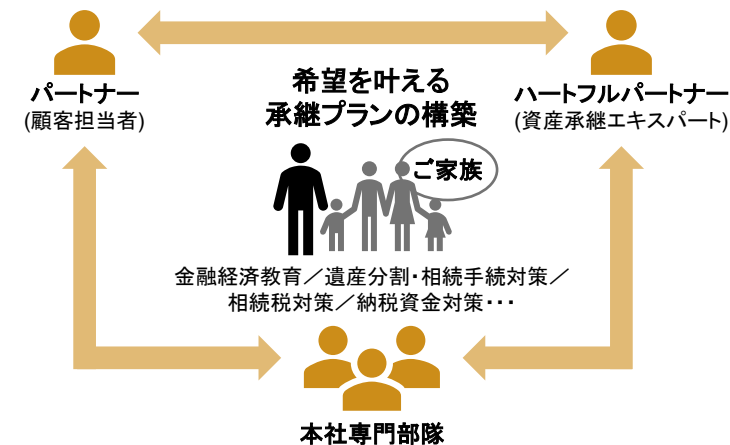 パートナー
(顧客担当者)
希望を叶える
承継プランの構築
ハートフルパートナー
(資産承継エキスパート)
ご家族
金融経済教育／遺産分割・相続手続対策／
相続税対策／納税資金対策・・・
本社専門部隊